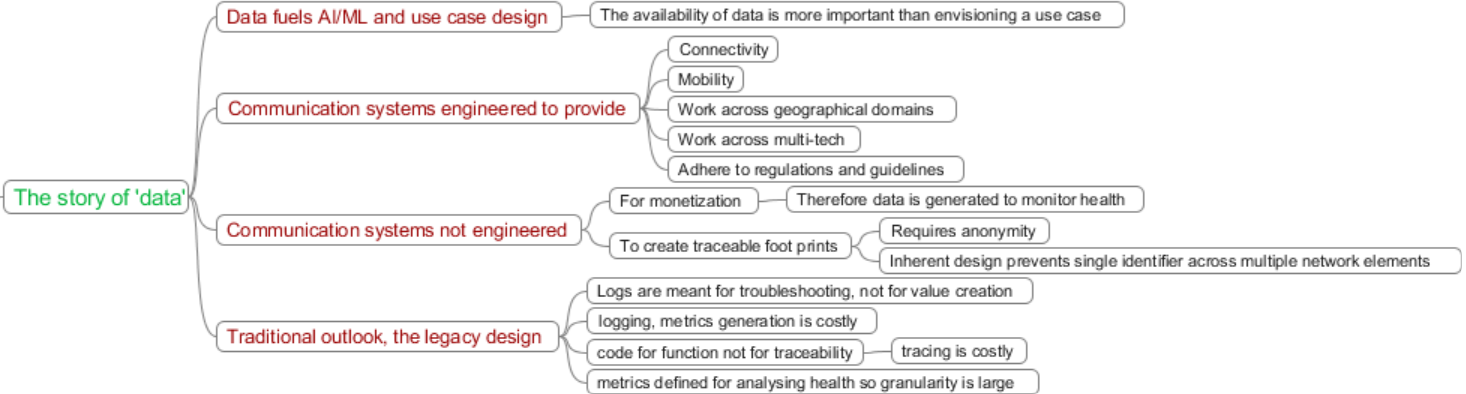 Data fuels AI/ML and use case design
The availability of data is more important than envisioning a use case
Connectivity
Mobility
Communication systems engineered to provide
Work across geographical domains
Work across multi-tech
Adhere to regulations and guidelines
The story of 'data'
For monetization
Therefore data is generated to monitor health
Communication systems not engineered
To create traceable foot prints
Requires anonymity
Inherent design prevents single identifier across multiple network elements
Logs are meant for troubleshooting, not for value creation
logging, metrics generation is costly
Traditional outlook, the legacy design
code for function not for traceability
tracing is costly
metrics defined for analysing health so granularity is large